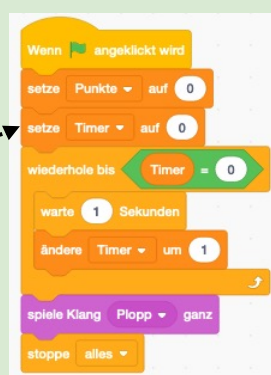 Wenn angeklickt wird
setze Punkte auf 0
setze Timer auf 0
wiederhole bis Timer = 0
warte 1 Sekunden
ändere Timer um 1
spiele Klang Plopp ganz
stoppe alles